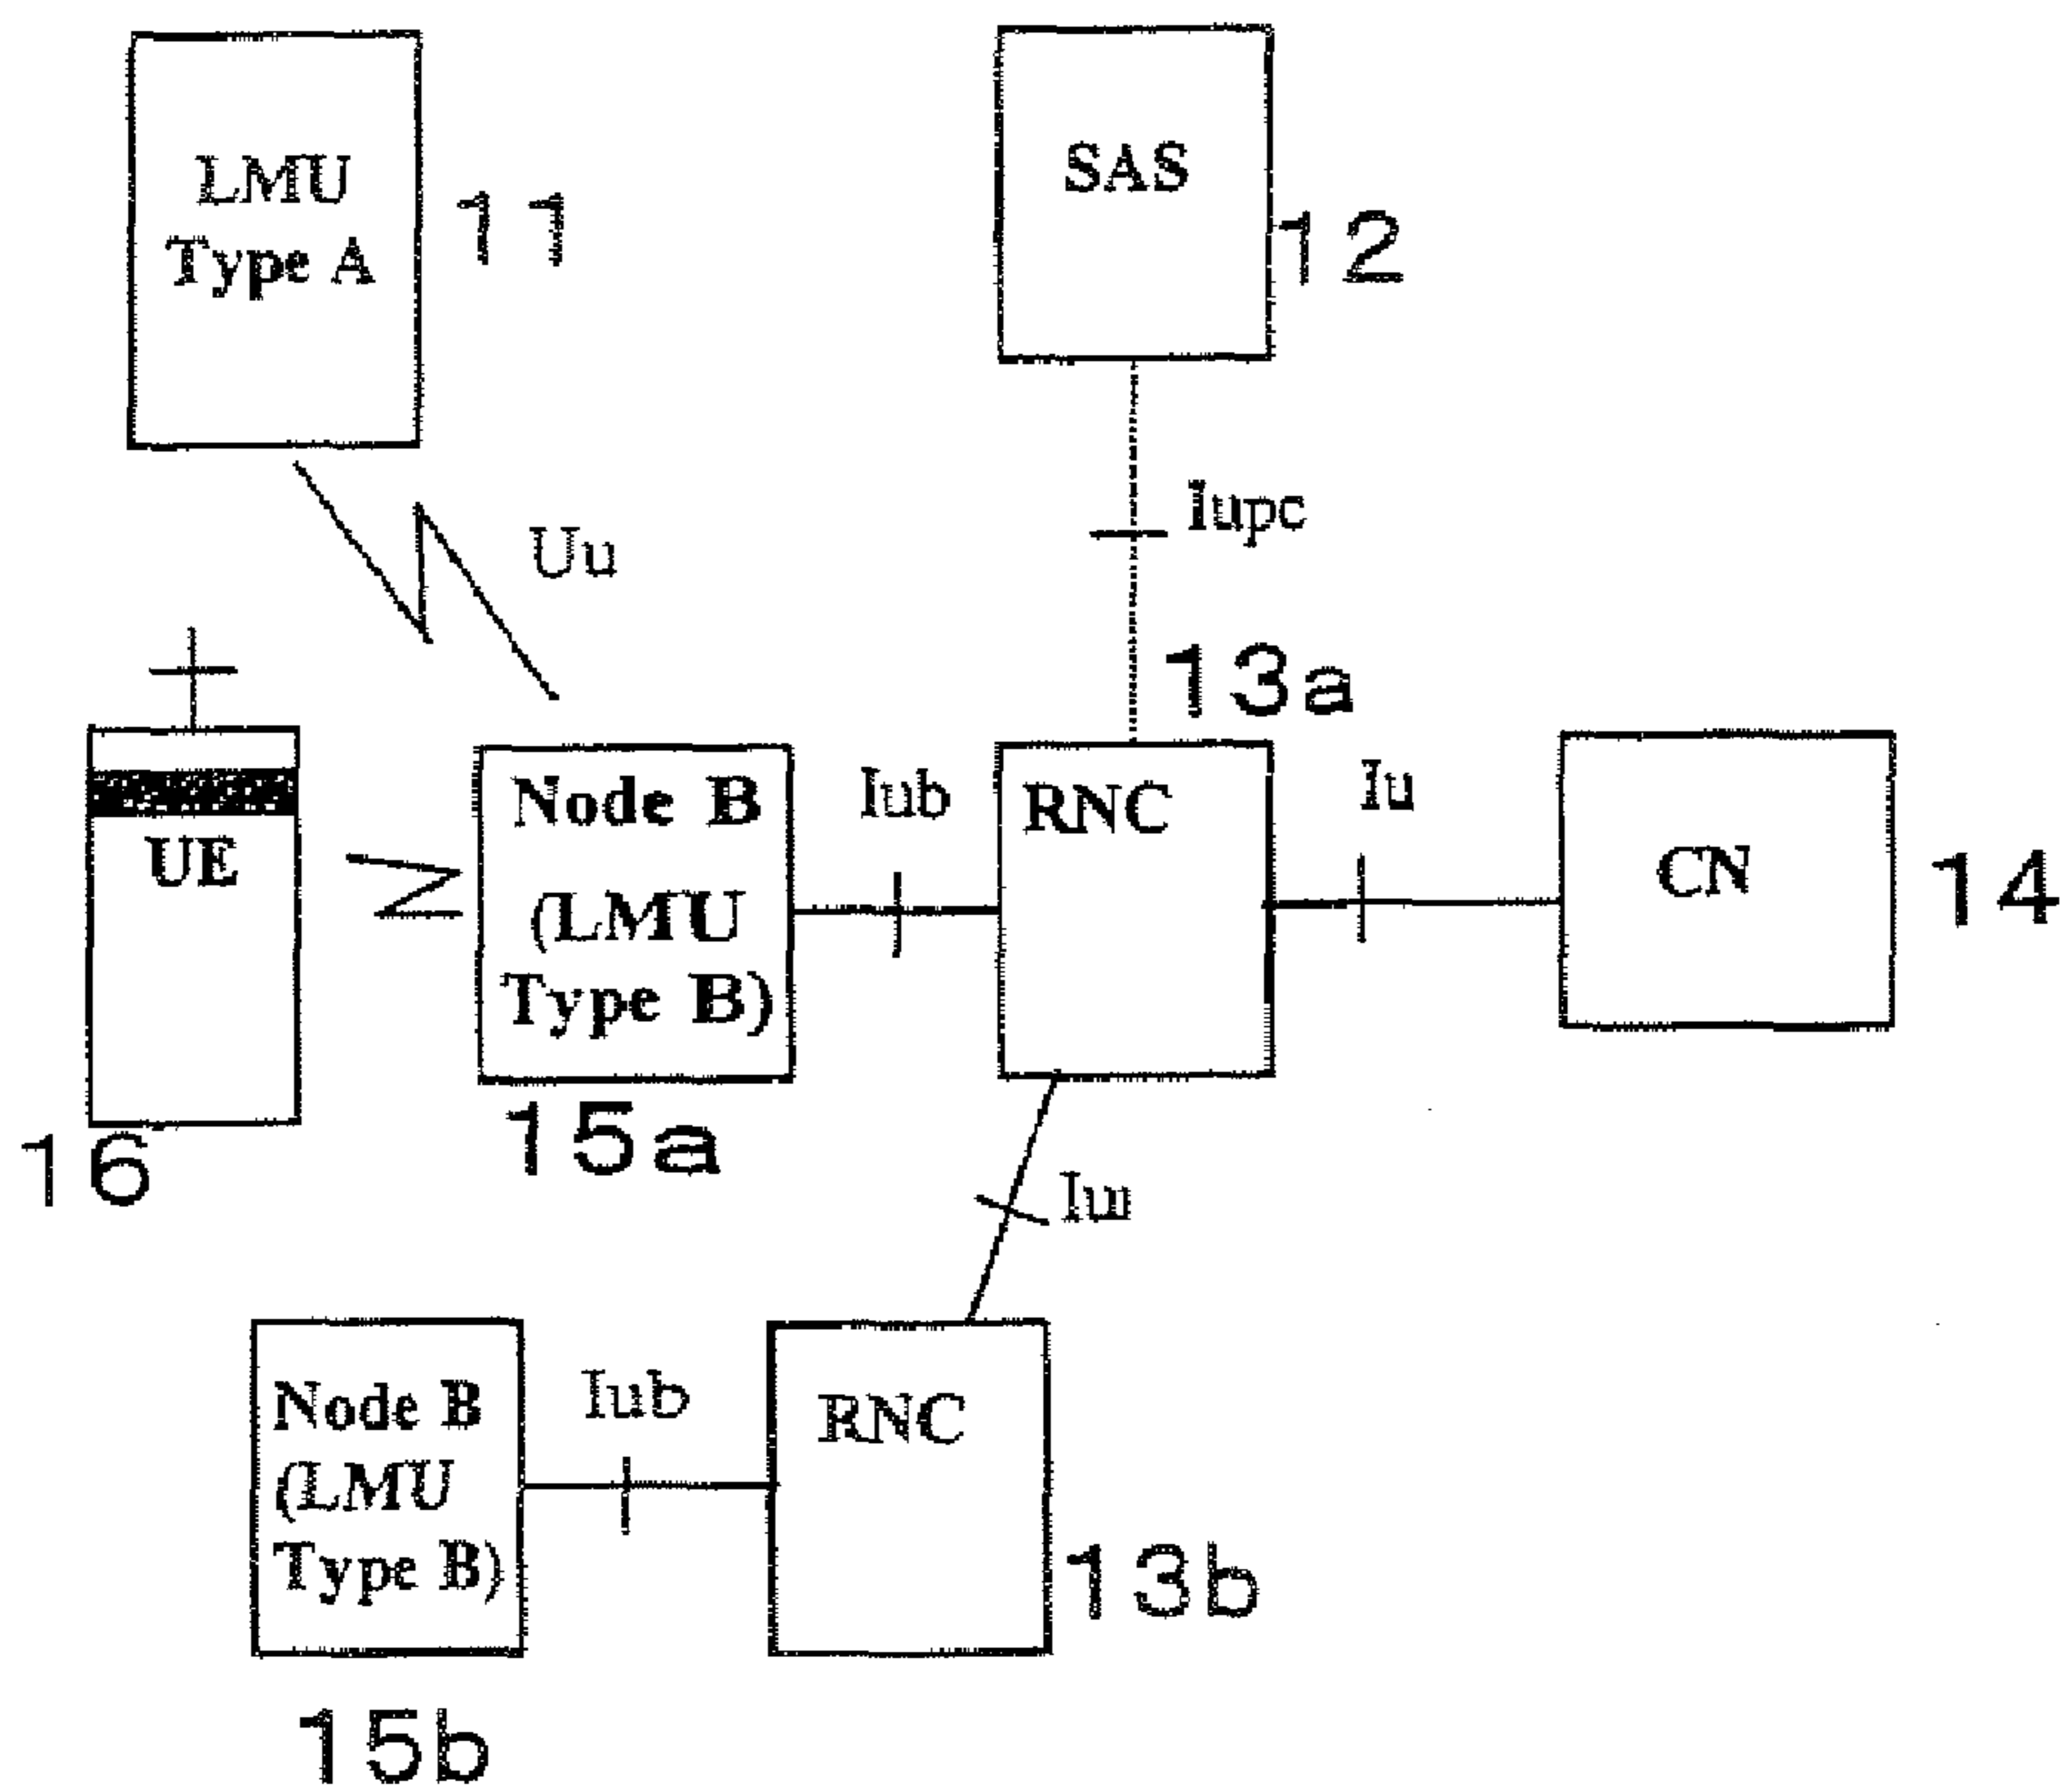 LMU
Type A
11
SAS
12
Uu
Iupc
13a
UE
16
Node B
(LMU
Type B)
15a
Iub
RNC
Iu
CN
14
Node B
(LMU
Type B)
15b
Iub
RNC
13b